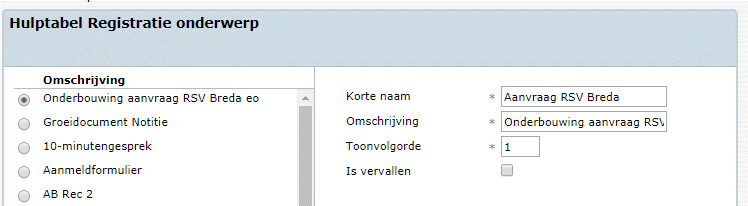 Hulptabel Registratie onderwerp
Omschrijving
Onderbouwing aanvraag RSV Breda eo
Groeidocument Notitie
10-minutengesprek
Aanmeldformulier
AB Rec 2
Korte naam * Aanvraag RSV Breda
Omschrijving * Onderbouwing aanvraag RSV
Toonvolgorde * 1
Is vervallen